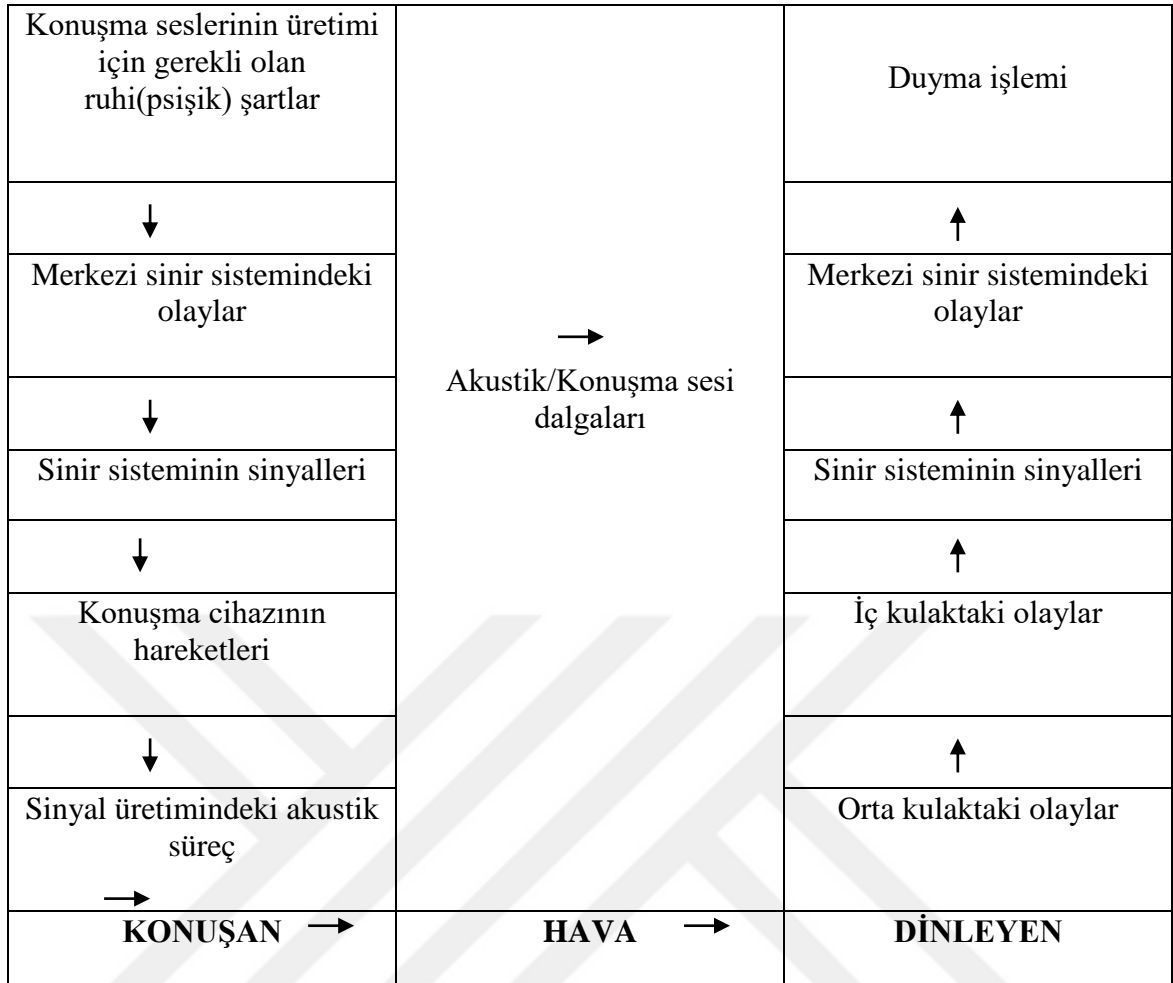 Konuşma seslerinin üretimi
için gerekli olan
ruhi(psişik) şartlar
Duyma işlemi
Merkezi sinir sistemindeki
olaylar
Merkezi sinir sistemindeki
olaylar
Akustik/Konuşma sesi
dalgaları
Sinir sisteminin sinyalleri
Sinir sisteminin sinyalleri
Konuşma cihazının
hareketleri
İç kulaktaki olaylar
Sinyal üretimindeki akustik
süreç
Orta kulaktaki olaylar
KONUŞAN
HAVA
DİNLEYEN